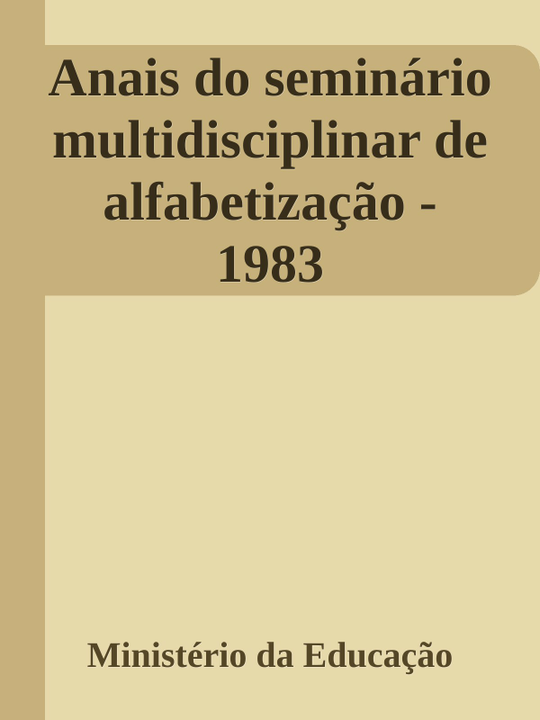 Anais do seminário
multidisciplinar de
alfabetização -
1983
Ministério da Educação